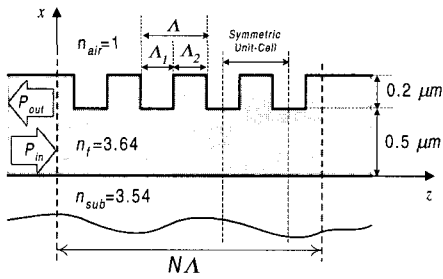 x
n_air=1
Λ
Λ₁ Λ₂
Symmetric
Unit-Cell
P_out
P_in
0.2 μm
n_f=3.64
0.5 μm
n_sub=3.54
z
NΛ